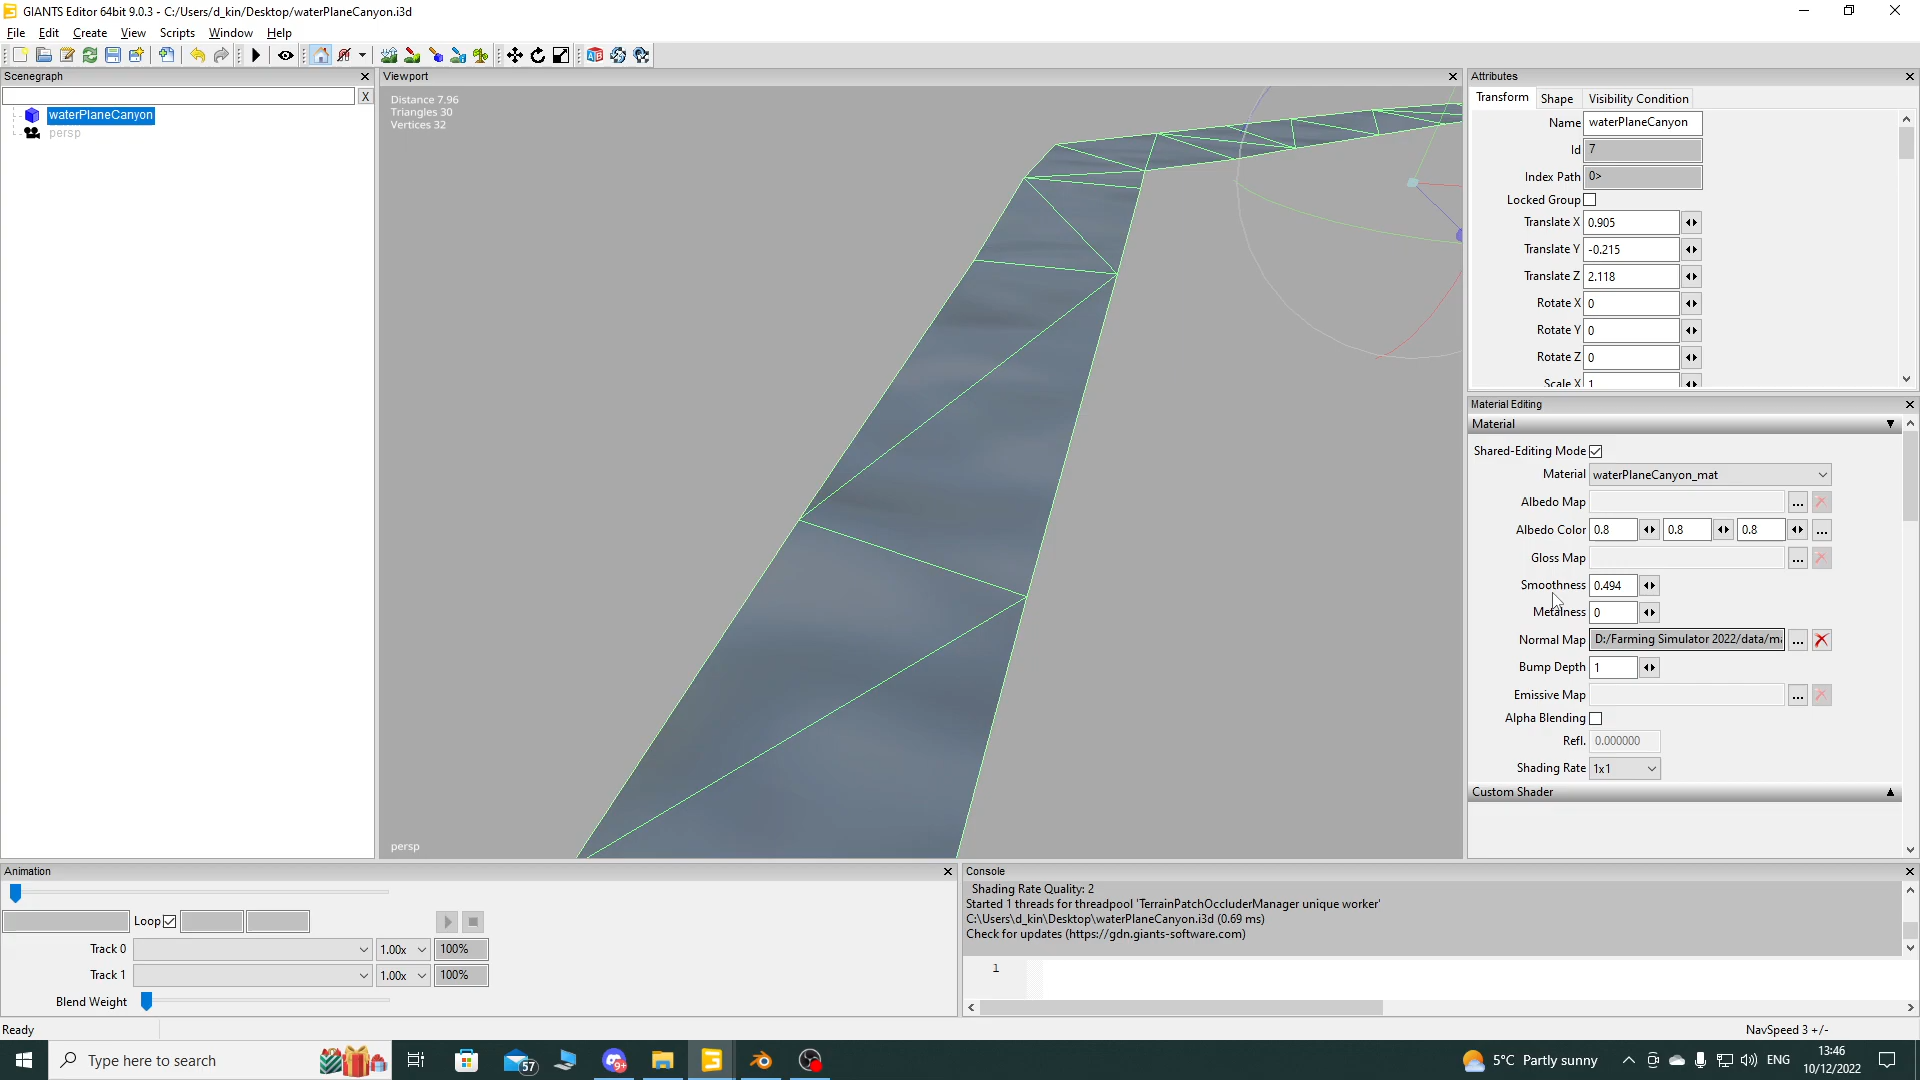 GIANTS Editor 64bit 9.0.3 - C:/Users/d_kin/Desktop/waterPlaneCanyon.i3d
File Edit Create View Scripts Window Help
Scenegraph
X
waterPlaneCanyon
persp
Viewport
Distance 7.96
Triangles 30
Vertices 32
persp
Attributes
Transform Shape Visibility Condition
Name waterPlaneCanyon
Id 7
Index Path 0>
Locked Group
Translate X 0.905
Translate Y -0.215
Translate Z 2.118
Rotate X 0
Rotate Y 0
Rotate Z 0
Scale X 1
Material Editing
Material
Shared-Editing Mode
Material waterPlaneCanyon_mat
Albedo Map ...
Albedo Color 0.8 0.8 0.8 ...
Gloss Map ...
Smoothness 0.494
Metalness 0
Normal Map D:/Farming Simulator 2022/data/ma ...
Bump Depth 1
Emissive Map ...
Alpha Blending
Refl. 0.000000
Shading Rate 1x1
Custom Shader
Animation
Loop
Track 0 1.00x 100%
Track 1 1.00x 100%
Blend Weight
Console
Shading Rate Quality: 2
Started 1 threads for threadpool 'TerrainPatchOccluderManager unique worker'
C:\Users\d_kin\Desktop\waterPlaneCanyon.i3d (0.69 ms)
Check for updates (https://gdn.giants-software.com)
1
Ready
NavSpeed 3 +/-
Type here to search
57
9+
5°C Partly sunny
ENG
13:46
10/12/2022